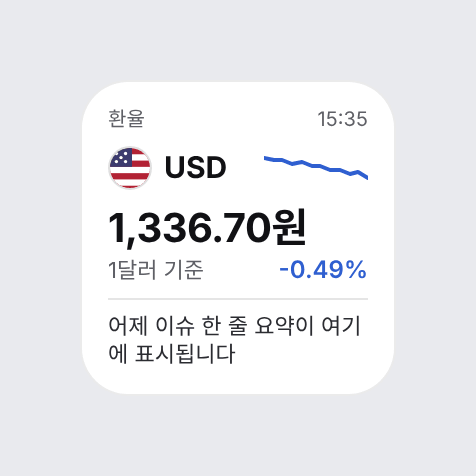 환율 15:35
USD
1,336.70원
1달러 기준 -0.49%
어제 이슈 한 줄 요약이 여기
에 표시됩니다